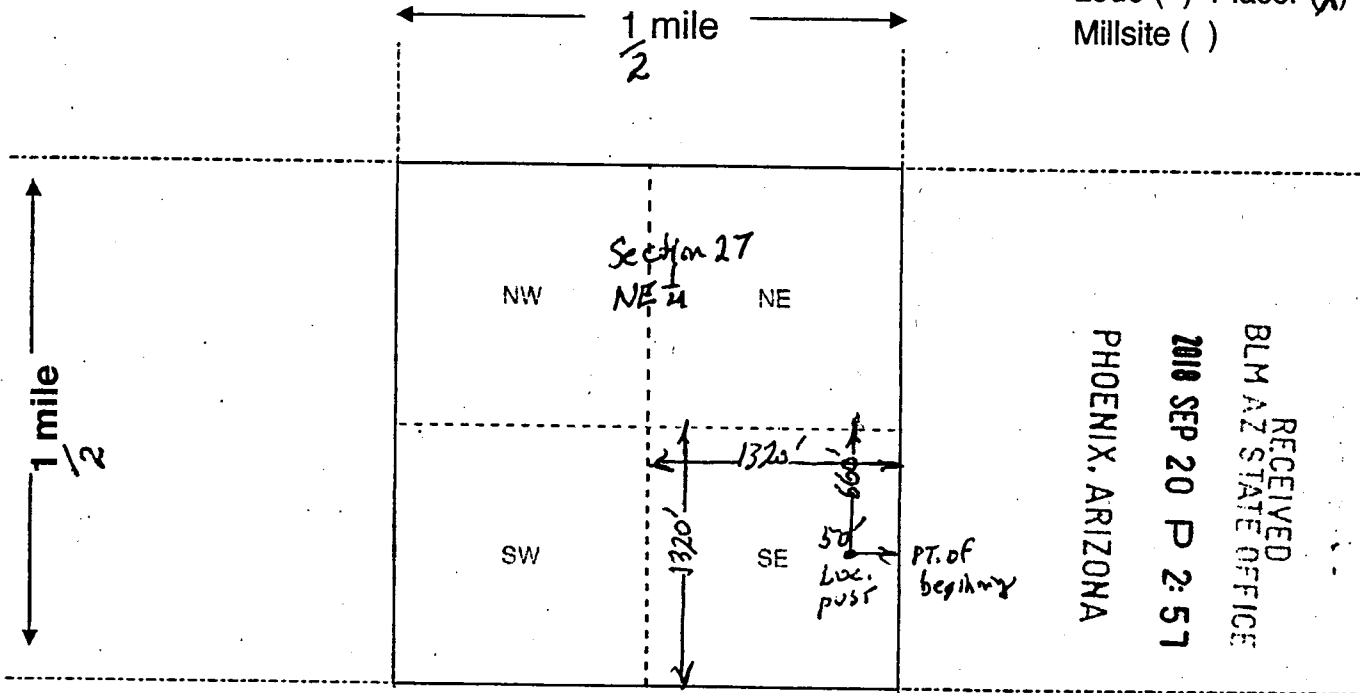 Millsite ( )
1 mile
/2
Section 27
NE 1/4
NW
NE
1 mile
/2
1320'
660'
1320'
50'
Loc.
post
SW
SE
PT. of
beginning
RECEIVED
BLM AZ STATE OFFICE
2018 SEP 20 P 2:57
PHOENIX, ARIZONA